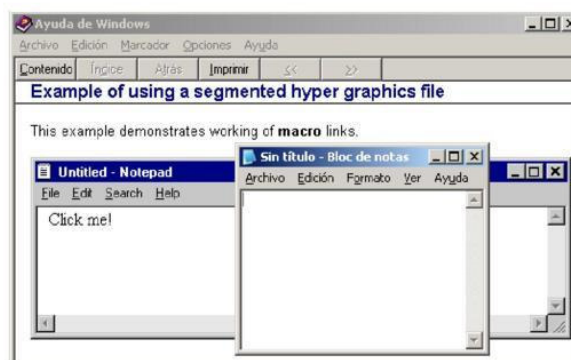 Ayuda de Windows
Archivo Edición Marcador Opciones Ayuda
Contenido Índice Atrás Imprimir << >>
Example of using a segmented hyper graphics file
This example demonstrates working of macro links.
Untitled - Notepad
File Edit Search Help
Click me!
Sin título - Bloc de notas
Archivo Edición Formato Ver Ayuda